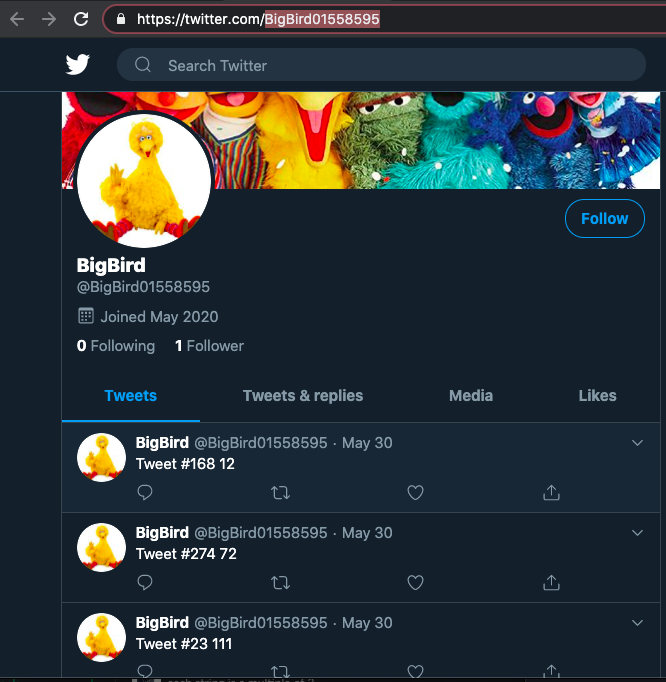 https://twitter.com/BigBird01558595
Search Twitter
Follow
BigBird
@BigBird01558595
Joined May 2020
0 Following 1 Follower
Tweets Tweets & replies Media Likes
BigBird @BigBird01558595 · May 30
Tweet #168 12
BigBird @BigBird01558595 · May 30
Tweet #274 72
BigBird @BigBird01558595 · May 30
Tweet #23 111